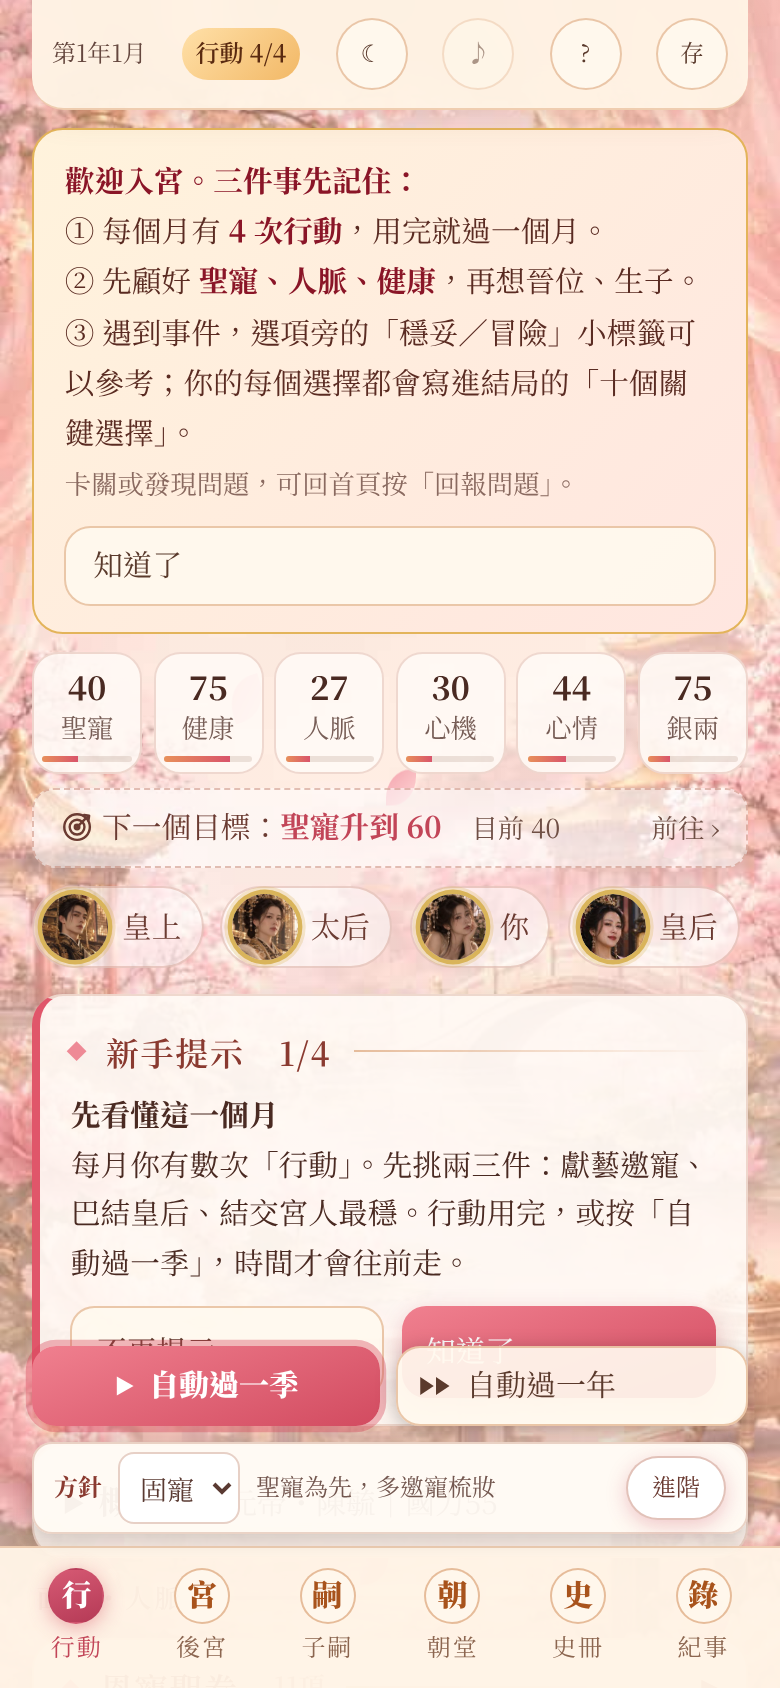 第1年1月 行動 4/4 ? 存
歡迎入宮。三件事先記住：
① 每個月有 4 次行動，用完就過一個月。
② 先顧好 聖寵、人脈、健康，再想晉位、生子。
③ 遇到事件，選項旁的「穩妥／冒險」小標籤可
以參考；你的每個選擇都會寫進結局的「十個關
鍵選擇」。
卡關或發現問題，可回首頁按「回報問題」。
知道了
40 75 27 30 44 75
聖寵 健康 人脈 心機 心情 銀兩
下一個目標：聖寵升到 60 目前 40 前往 ›
皇上 太后 你 皇后
新手提示 1/4
先看懂這一個月
每月你有數次「行動」。先挑兩三件：獻藝邀寵、
巴結皇后、結交宮人最穩。行動用完，或按「自
動過一季」，時間才會往前走。
不再提示 知道了
自動過一季 自動過一年
方針 固寵 聖寵為先，多邀寵梳妝 進階
行 宮 嗣 朝 史 錄
行動 後宮 子嗣 朝堂 史冊 紀事